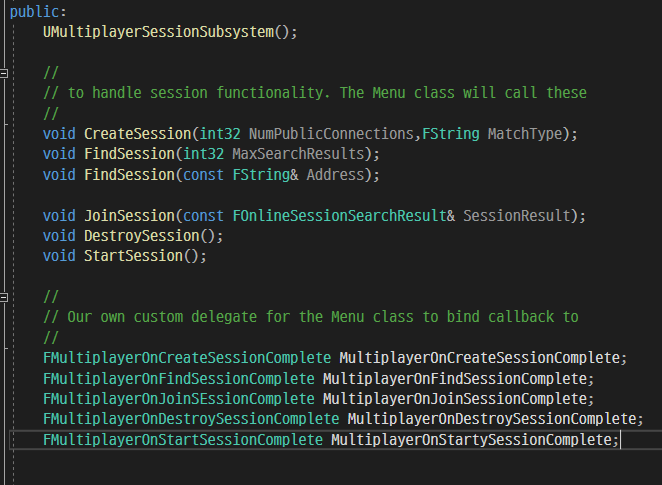 public:
UMultiplayerSessionSubsystem();
//
// to handle session functionality. The Menu class will call these
//
void CreateSession(int32 NumPublicConnections,FString MatchType);
void FindSession(int32 MaxSearchResults);
void FindSession(const FString& Address);
void JoinSession(const FOnlineSessionSearchResult& SessionResult);
void DestroySession();
void StartSession();
//
// Our own custom delegate for the Menu class to bind callback to
//
FMultiplayerOnCreateSessionComplete MultiplayerOnCreateSessionComplete;
FMultiplayerOnFindSessionComplete MultiplayerOnFindSessionComplete;
FMultiplayerOnJoinSEssionComplete MultiplayerOnJoinSessionComplete;
FMultiplayerOnDestroySessionComplete MultiplayerOnDestroySessionComplete;
FMultiplayerOnStartSessionComplete MultiplayerOnStartySessionComplete;